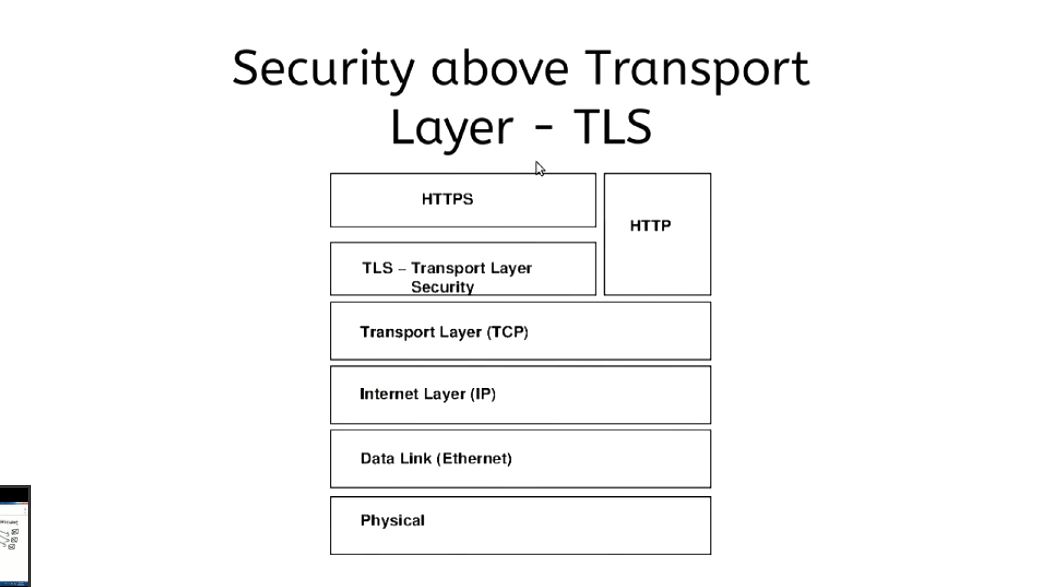 Security above Transport
Layer - TLS
HTTPS
HTTP
TLS – Transport Layer
Security
Transport Layer (TCP)
Internet Layer (IP)
Data Link (Ethernet)
Physical